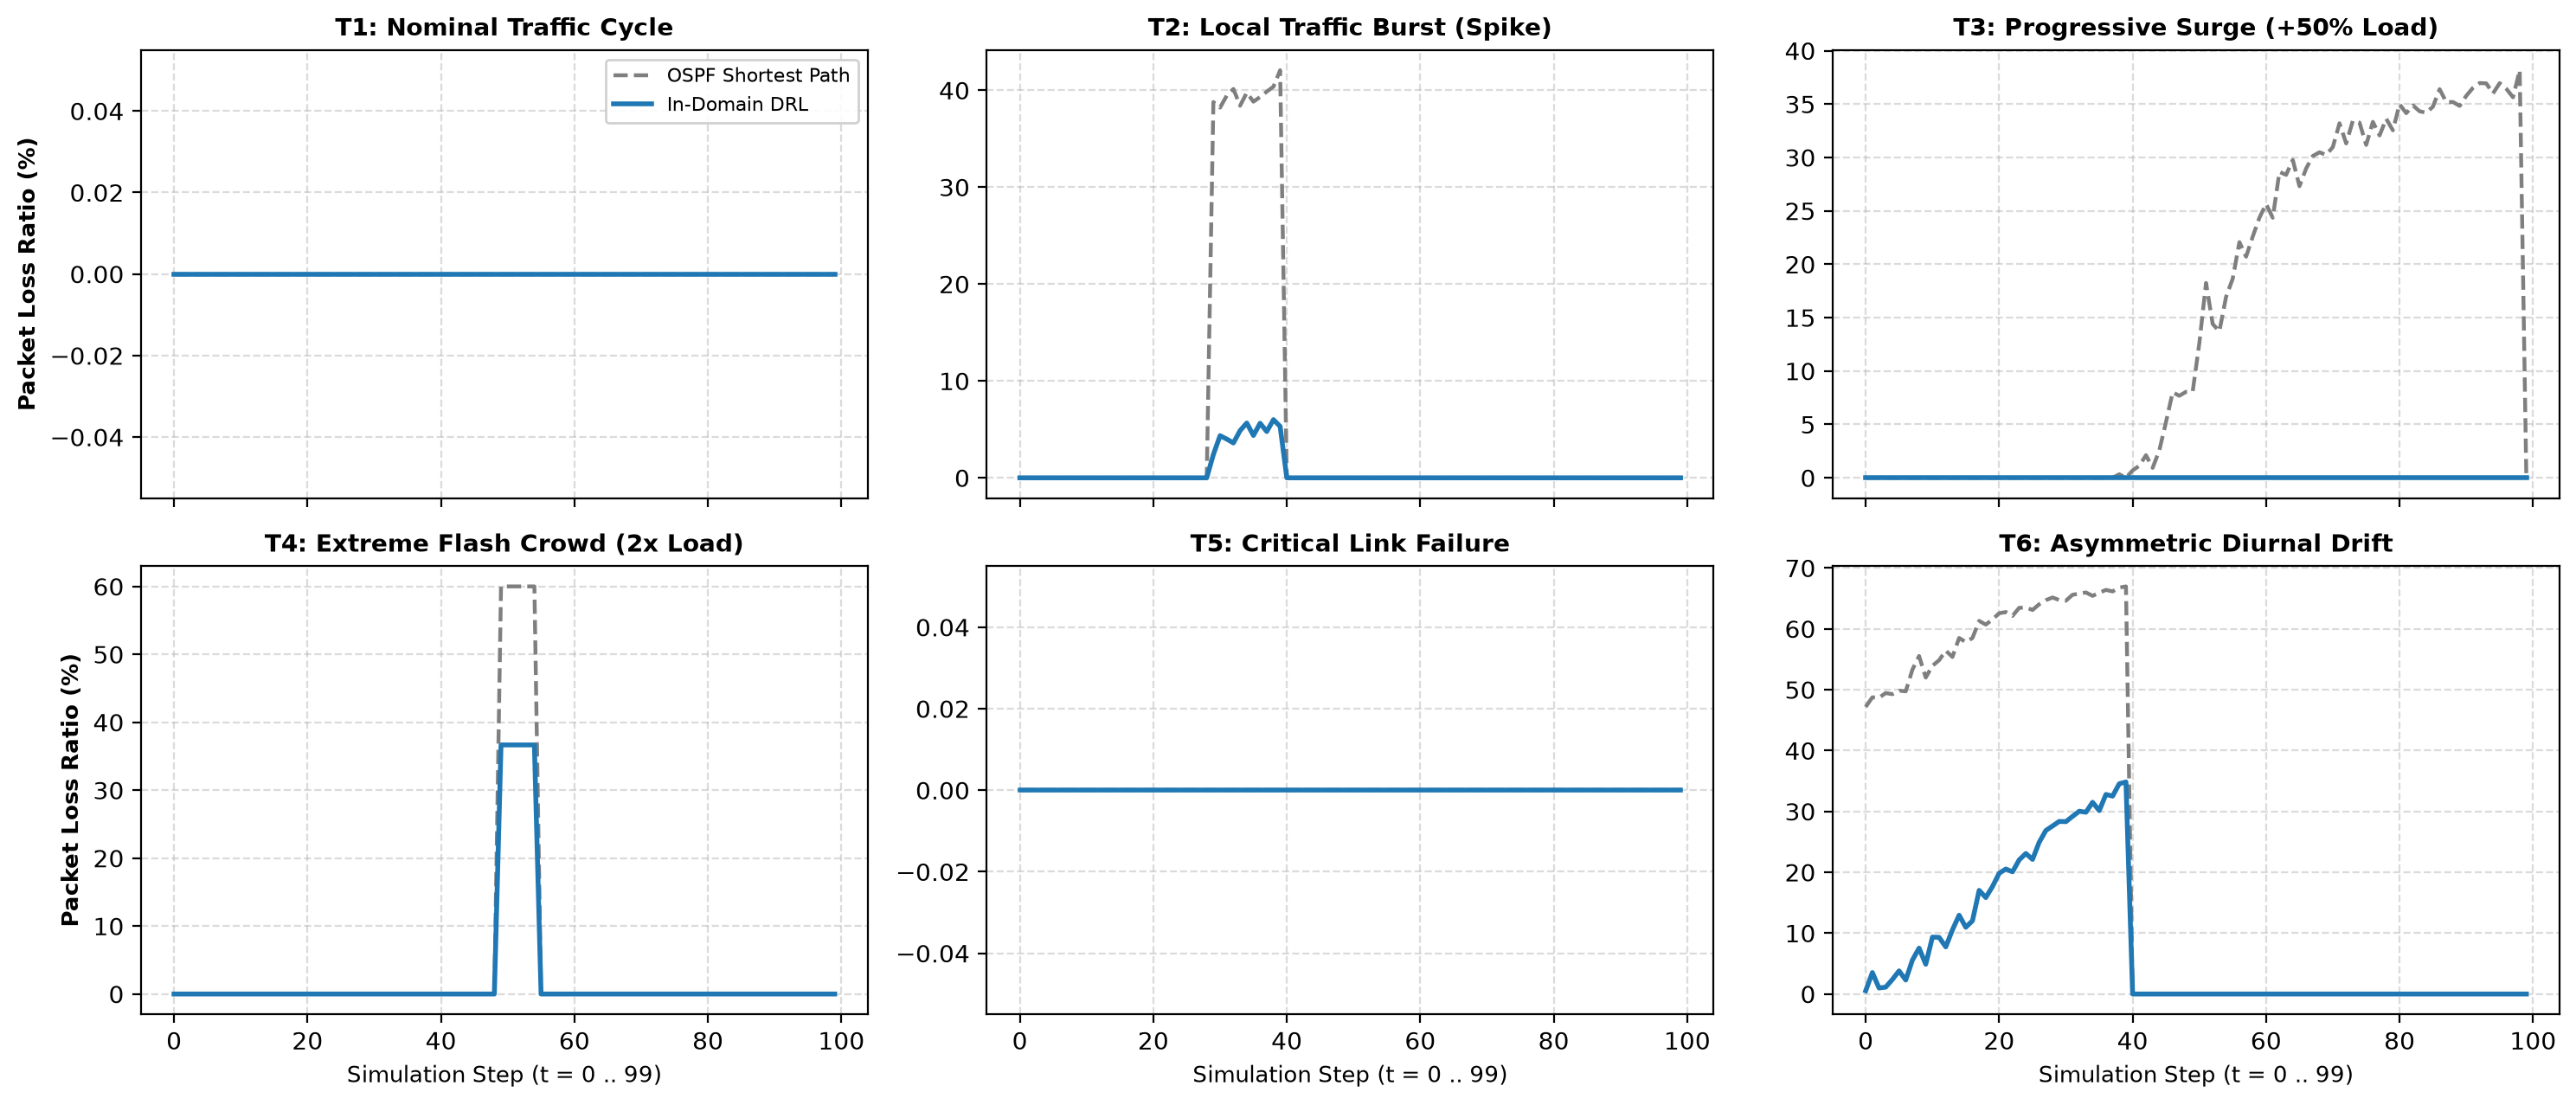 T1: Nominal Traffic Cycle
T2: Local Traffic Burst (Spike)
T3: Progressive Surge (+50% Load)
OSPF Shortest Path
In-Domain DRL
Packet Loss Ratio (%)
0.04
0.02
0.00
−0.02
−0.04
40
30
20
10
0
40
35
30
25
20
15
10
5
0
T4: Extreme Flash Crowd (2x Load)
T5: Critical Link Failure
T6: Asymmetric Diurnal Drift
Packet Loss Ratio (%)
60
50
40
30
20
10
0
0.04
0.02
0.00
−0.02
−0.04
70
60
50
40
30
20
10
0
0 20 40 60 80 100
0 20 40 60 80 100
0 20 40 60 80 100
Simulation Step (t = 0 .. 99)
Simulation Step (t = 0 .. 99)
Simulation Step (t = 0 .. 99)